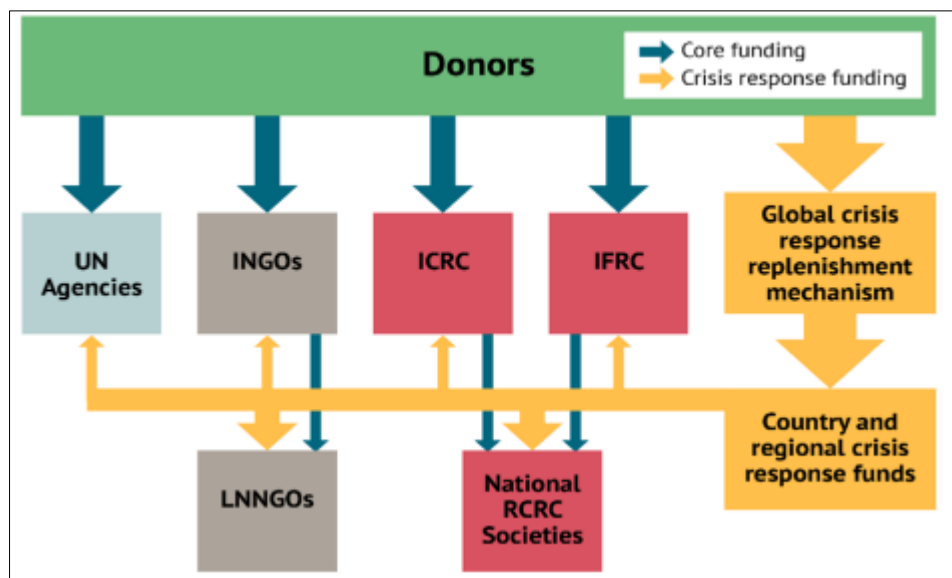 Donors
Core funding
Crisis response funding
UN
Agencies
INGOs
ICRC
IFRC
Global crisis
response
replenishment
mechanism
LNNGOs
National
RCRC
Societies
Country and
regional crisis
response funds